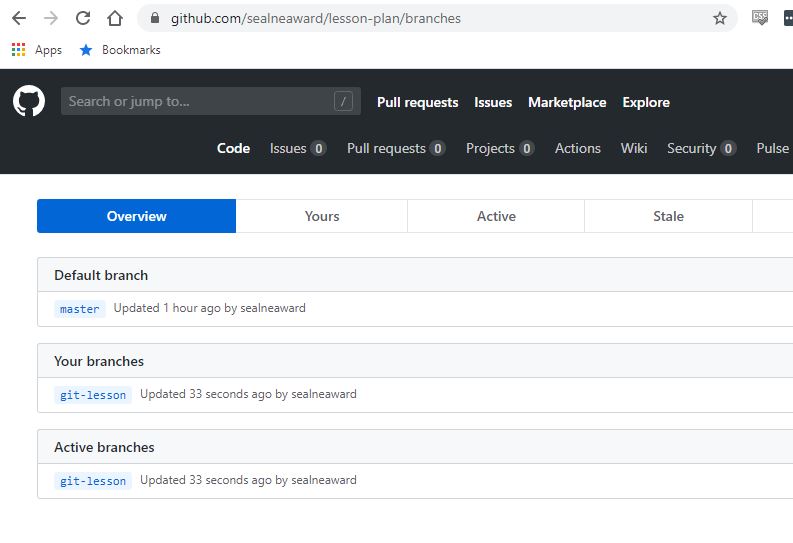 github.com/sealneaward/lesson-plan/branches
Apps Bookmarks
Search or jump to... / Pull requests Issues Marketplace Explore
Code Issues 0 Pull requests 0 Projects 0 Actions Wiki Security 0 Pulse
Overview Yours Active Stale
Default branch
master Updated 1 hour ago by sealneaward
Your branches
git-lesson Updated 33 seconds ago by sealneaward
Active branches
git-lesson Updated 33 seconds ago by sealneaward